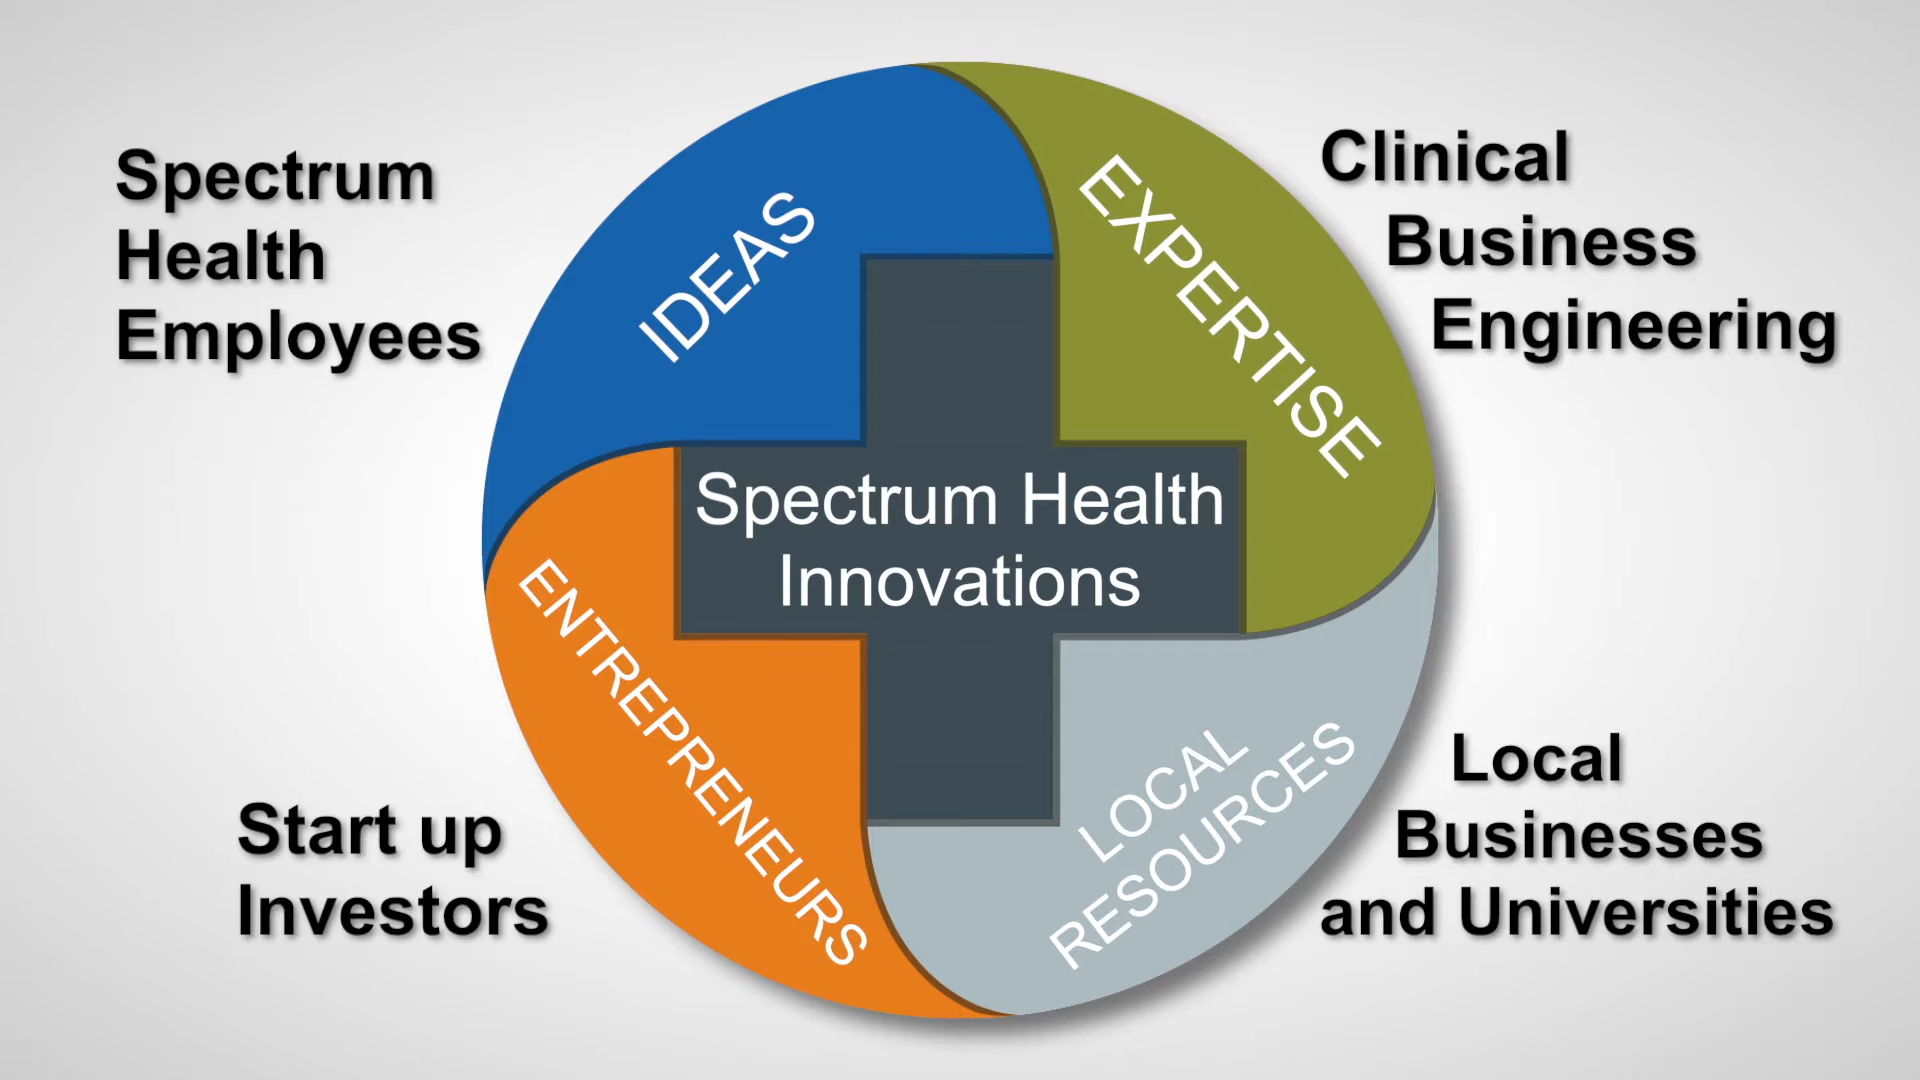 Spectrum
Health
Employees
IDEAS
EXPERTISE
Clinical
Business
Engineering
Spectrum Health
Innovations
ENTREPRENEURS
Start up
Investors
LOCAL
RESOURCES
Local
Businesses
and Universities